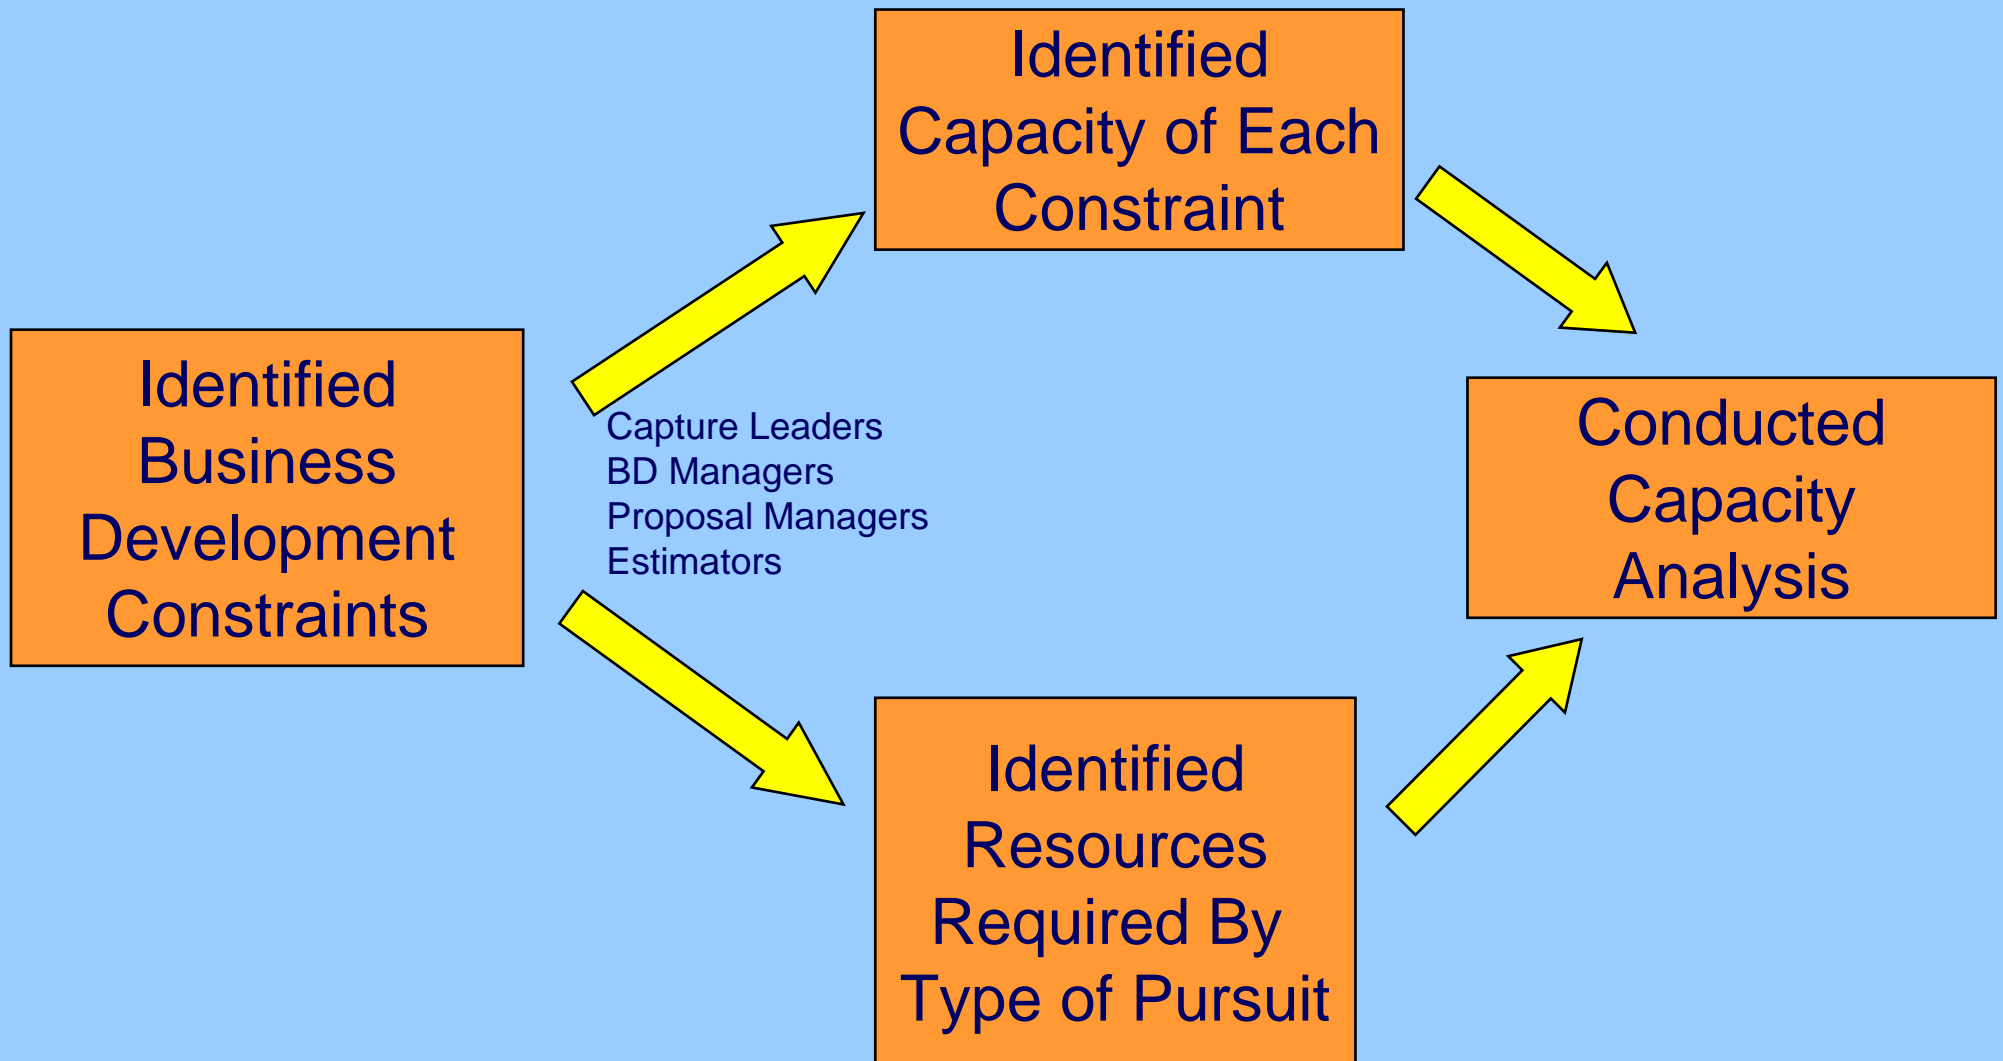 Identified
Capacity of Each
Constraint
Identified
Business
Development
Constraints
Capture Leaders
BD Managers
Proposal Managers
Estimators
Conducted
Capacity
Analysis
Identified
Resources
Required By
Type of Pursuit